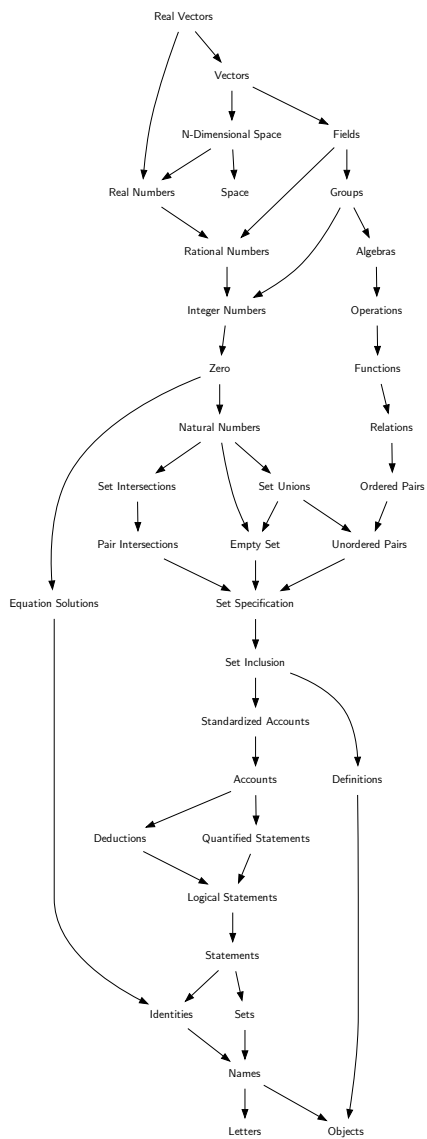 Real Vectors
Vectors
N-Dimensional Space
Fields
Real Numbers
Space
Groups
Rational Numbers
Algebras
Integer Numbers
Operations
Zero
Functions
Natural Numbers
Relations
Set Intersections
Set Unions
Ordered Pairs
Pair Intersections
Empty Set
Unordered Pairs
Equation Solutions
Set Specification
Set Inclusion
Standardized Accounts
Accounts
Definitions
Deductions
Quantified Statements
Logical Statements
Statements
Identities
Sets
Names
Letters
Objects